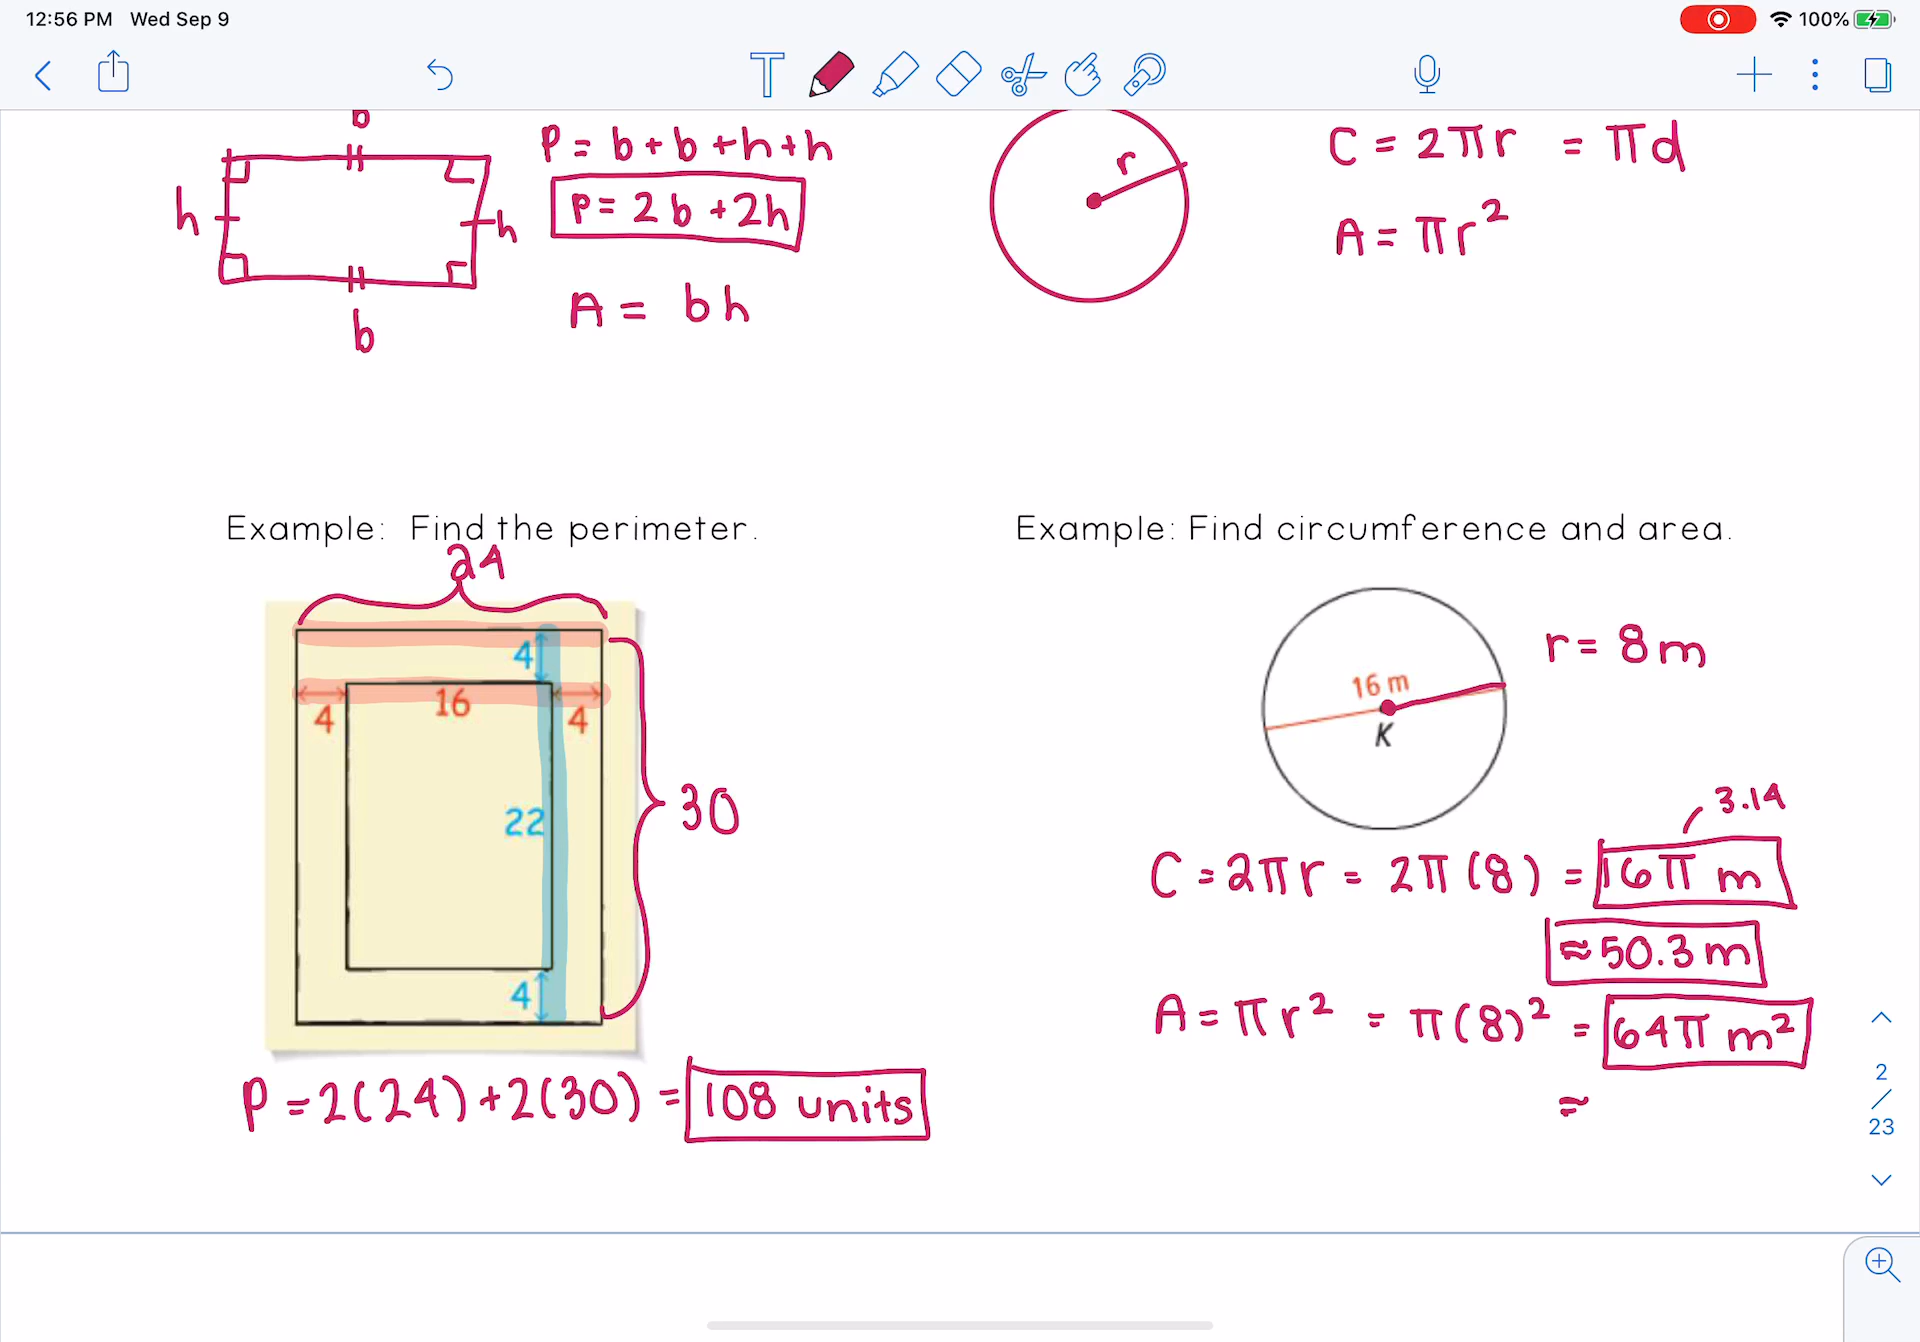 12:56 PM Wed Sep 9
100%
b
P = b + b + h + h
h
h
P = 2b + 2h
b
A = bh
r
C = 2πr = πd
A = πr²
Example: Find the perimeter.
24
4
4
16
4
22
30
4
P = 2(24) + 2(30) = 108 units
Example: Find circumference and area.
16 m
K
r = 8m
3.14
C = 2πr = 2π(8) = 16π m
≈ 50.3 m
A = πr² = π(8)² = 64π m²
≈
2
/
23